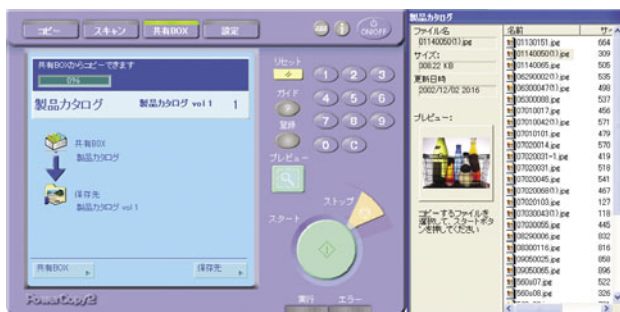 コピー
スキャン
共有BOX
設定
ON/OFF
共有BOXからコピーできます
0%
製品カタログ 製品カタログ vol 1 1
共有BOX
製品カタログ
保存先
製品カタログ vol 1
共有BOX
保存先
PowerCopy2
リセット
ガイド
登録
プレビュー
スタート
ストップ
実行 エラー
1 2 3
4 5 6
7 8 9
0 C
製品カタログ
ファイル名
011400500(1).jpg
サイズ:
308.22 KB
更新日時
2002/12/02 2016
プレビュー:
コピーするファイルを
選択して、スタートボタ
ンを押してください
名前 サ
01130151.jpg 664
011400500(1).jpg 309
01140065.jpg 505
062900020(1).jpg 535
063000470(1).jpg 498
06300088.jpg 537
07010017.jpg 456
070100420(1).jpg 571
07010101.jpg 479
07020014.jpg 570
07020031-1.jpg 419
07020031.jpg 518
07020045.jpg 541
070200680(1).jpg 467
07020103.jpg 127
070300430(1).jpg 118
07030055.jpg 445
08290006.jpg 832
08300116.jpg 816
09050025.jpg 858
09050065.jpg 896
560x07.jpg 522
560x08.jpg 326